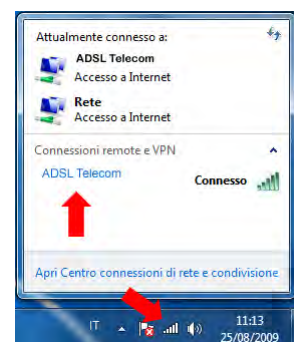 Attualmente connesso a:
ADSL Telecom
Accesso a Internet
Rete
Accesso a Internet
Connessioni remote e VPN
ADSL Telecom
Connesso
Apri Centro connessioni di rete e condivisione
IT
11:13
25/08/2009